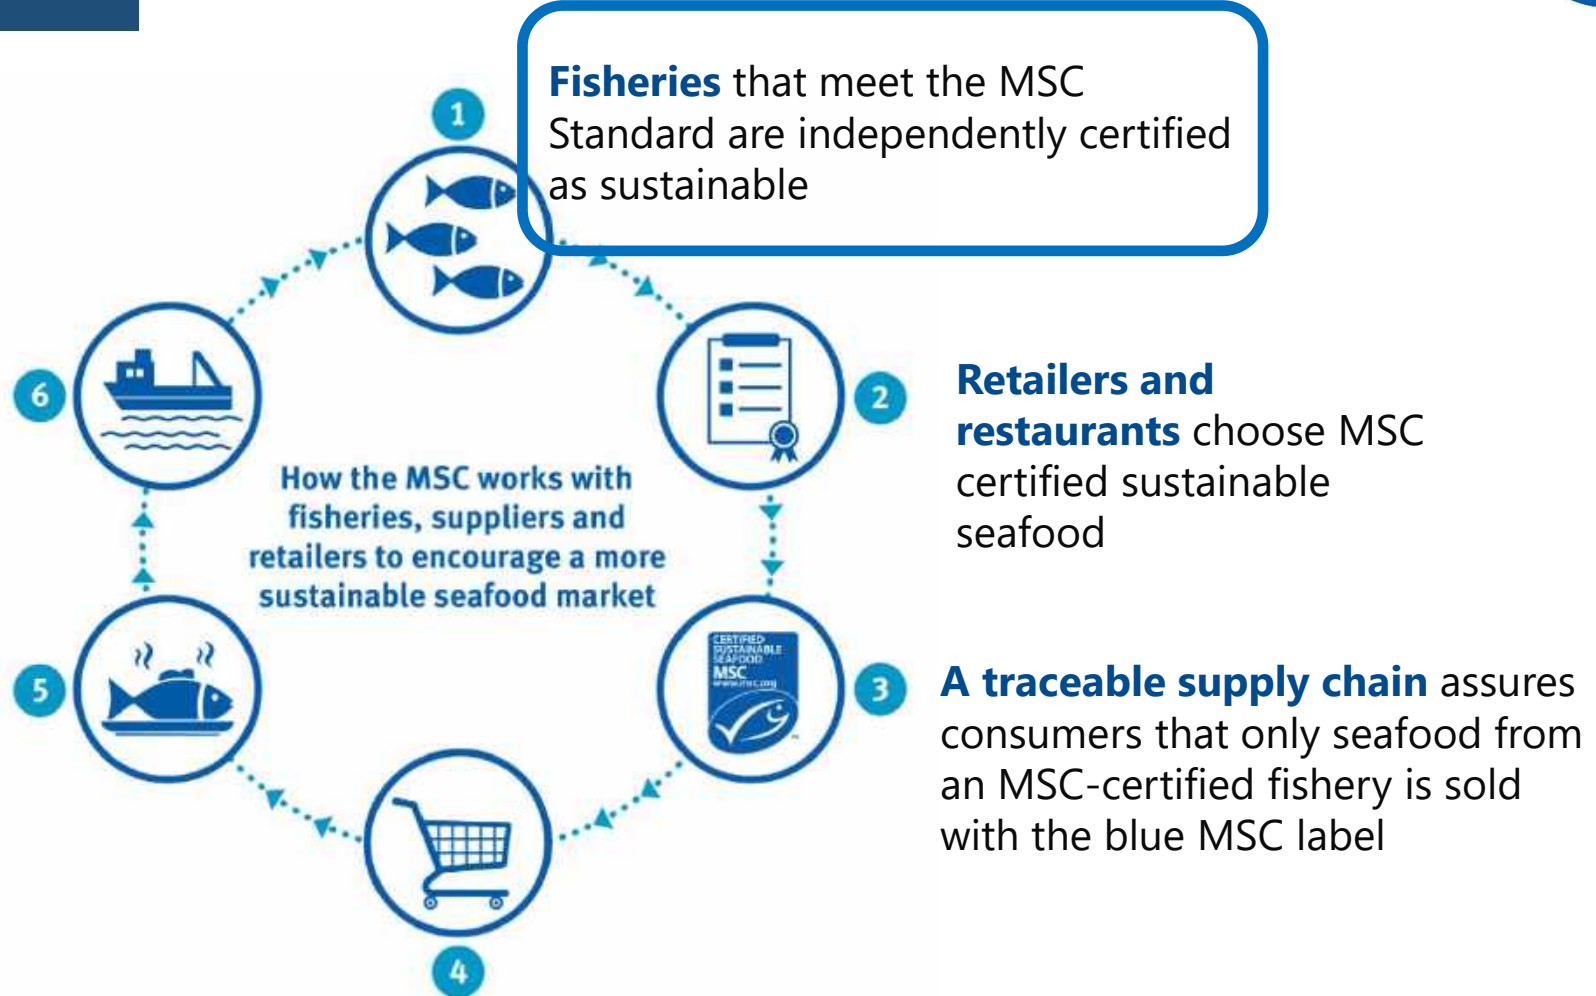 1
Fisheries that meet the MSC
Standard are independently certified
as sustainable
2
Retailers and
restaurants choose MSC
certified sustainable
seafood
6
How the MSC works with
fisheries, suppliers and
retailers to encourage a more
sustainable seafood market
CERTIFIED
SUSTAINABLE
SEAFOOD
MSC
www.msc.org
3
A traceable supply chain assures
consumers that only seafood from
an MSC-certified fishery is sold
with the blue MSC label
5
4